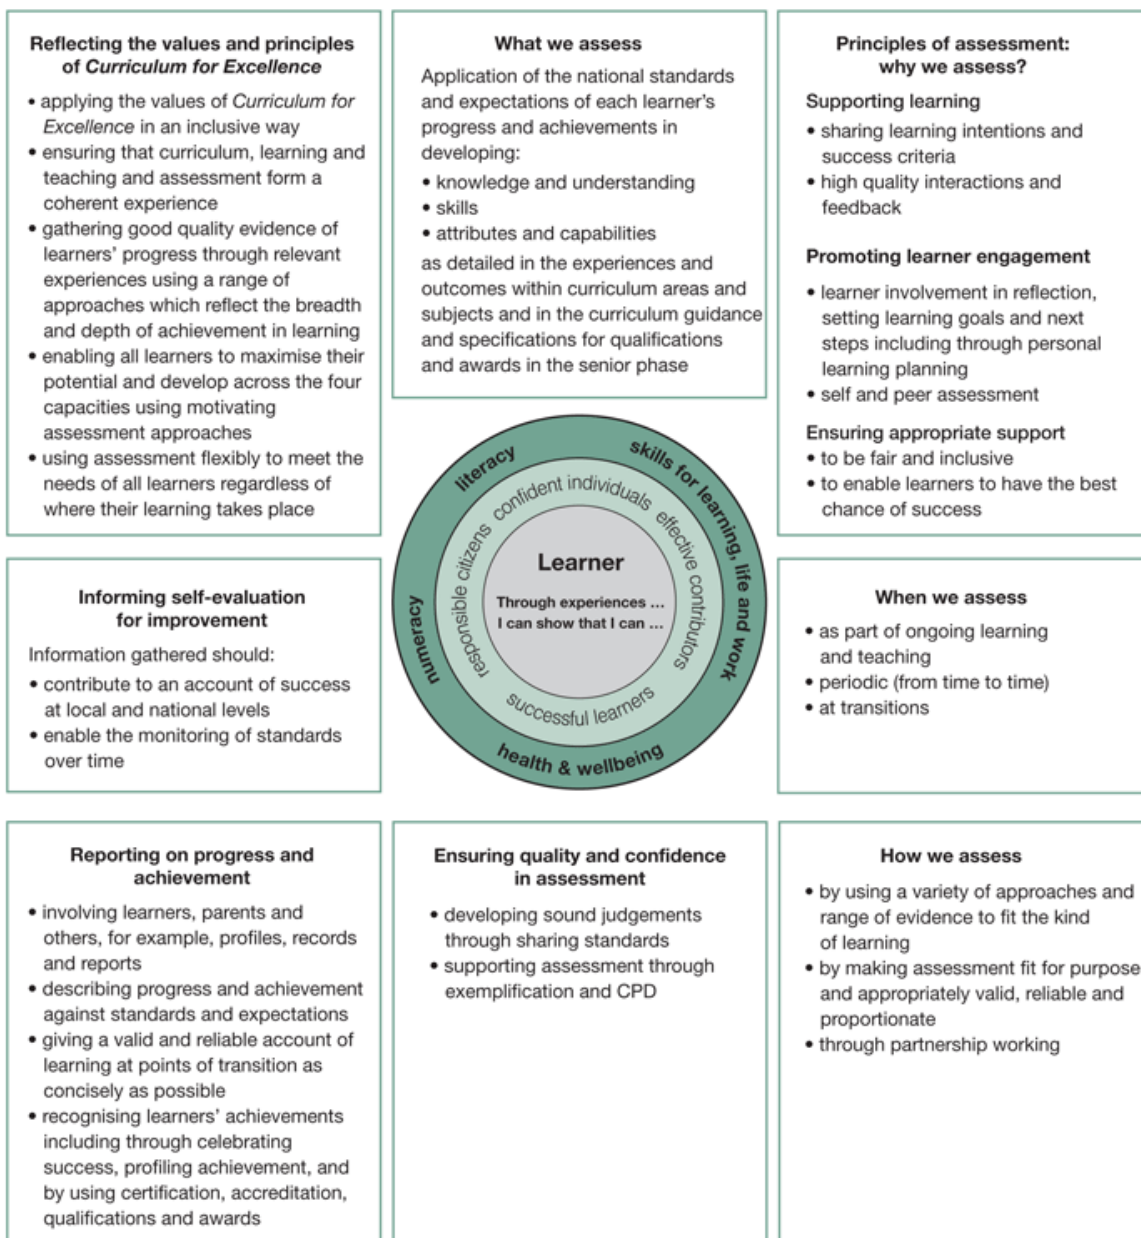 Reflecting the values and principles
of Curriculum for Excellence
• applying the values of Curriculum for
Excellence in an inclusive way
• ensuring that curriculum, learning and
teaching and assessment form a
coherent experience
• gathering good quality evidence of
learners' progress through relevant
experiences using a range of
approaches which reflect the breadth
and depth of achievement in learning
• enabling all learners to maximise their
potential and develop across the four
capacities using motivating
assessment approaches
• using assessment flexibly to meet the
needs of all learners regardless of
where their learning takes place
What we assess
Application of the national standards
and expectations of each learner's
progress and achievements in
developing:
• knowledge and understanding
• skills
• attributes and capabilities
as detailed in the experiences and
outcomes within curriculum areas and
subjects and in the curriculum guidance
and specifications for qualifications
and awards in the senior phase
Principles of assessment:
why we assess?
Supporting learning
• sharing learning intentions and
success criteria
• high quality interactions and
feedback
Promoting learner engagement
• learner involvement in reflection,
setting learning goals and next
steps including through personal
learning planning
• self and peer assessment
Ensuring appropriate support
• to be fair and inclusive
• to enable learners to have the best
chance of success
Informing self-evaluation
for improvement
Information gathered should:
• contribute to an account of success
at local and national levels
• enable the monitoring of standards
over time
numeracy
literacy
skills for learning, life and work
health & wellbeing
responsible citizens
confident individuals
effective contributors
successful learners
Learner
Through experiences ...
I can show that I can ...
When we assess
• as part of ongoing learning
and teaching
• periodic (from time to time)
• at transitions
Reporting on progress and
achievement
• involving learners, parents and
others, for example, profiles, records
and reports
• describing progress and achievement
against standards and expectations
• giving a valid and reliable account of
learning at points of transition as
concisely as possible
• recognising learners' achievements
including through celebrating
success, profiling achievement, and
by using certification, accreditation,
qualifications and awards
Ensuring quality and confidence
in assessment
• developing sound judgements
through sharing standards
• supporting assessment through
exemplification and CPD
How we assess
• by using a variety of approaches and
range of evidence to fit the kind
of learning
• by making assessment fit for purpose
and appropriately valid, reliable and
proportionate
• through partnership working